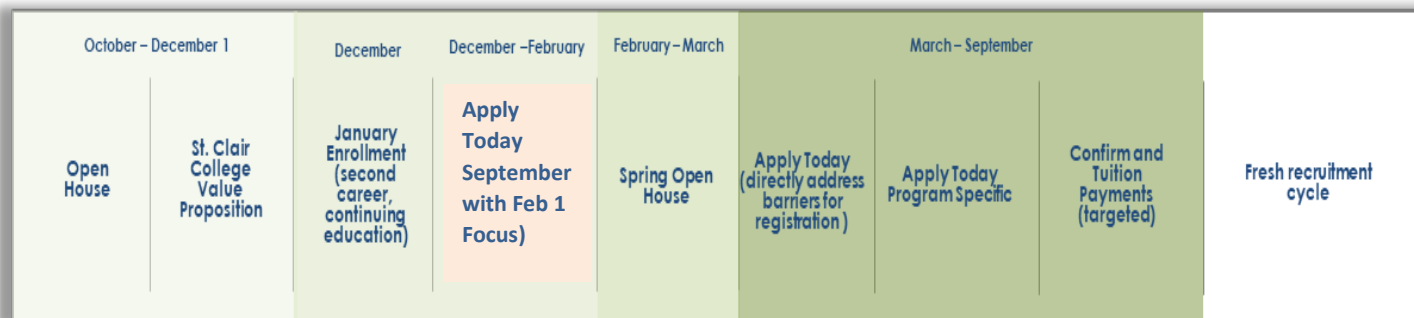 October – December 1
December
December –February
February – March
March – September
Open
House
St. Clair
College
Value
Proposition
January
Enrollment
(second
career,
continuing
education)
Apply
Today
September
with Feb 1
Focus)
Spring Open
House
Apply Today
(directly address
barriers for
registration )
Apply Today
Program Specific
Confirm and
Tuition
Payments
(targeted)
Fresh recruitment
cycle